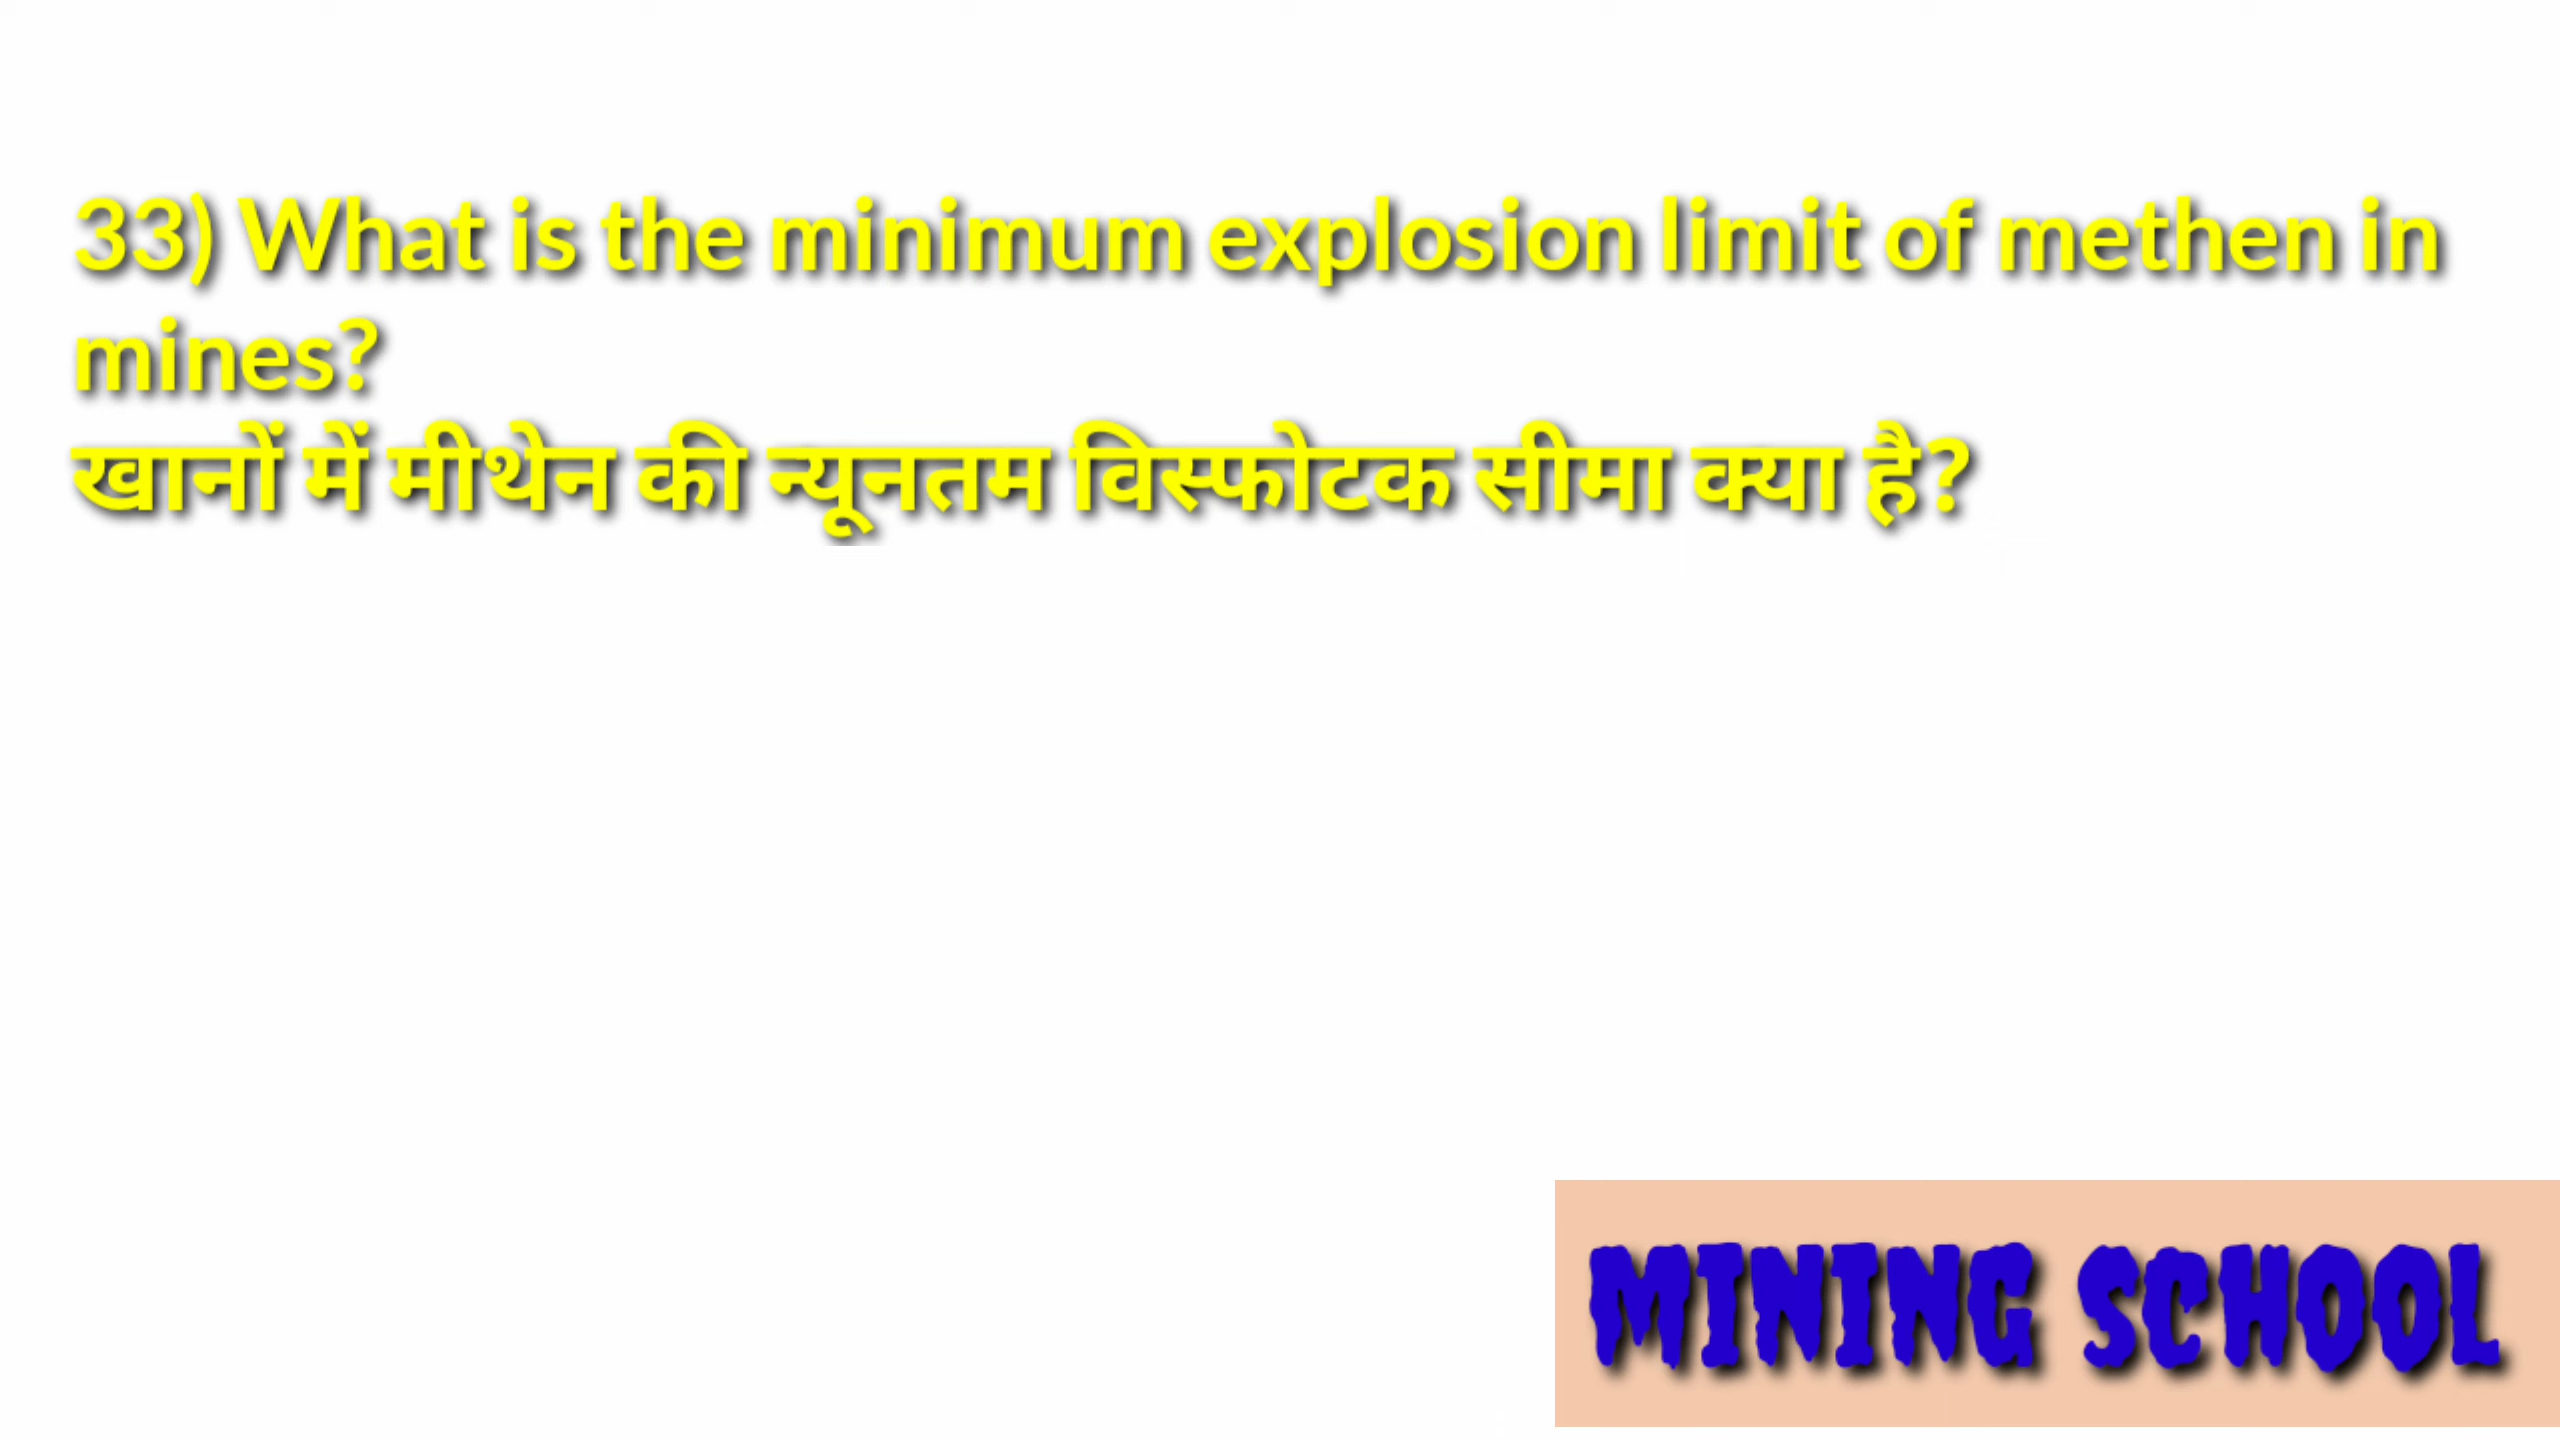 33) What is the minimum explosion limit of methen in
mines?
खानों में मीथेन की न्यूनतम विस्फोटक सीमा क्या है?
MINING SCHOOL